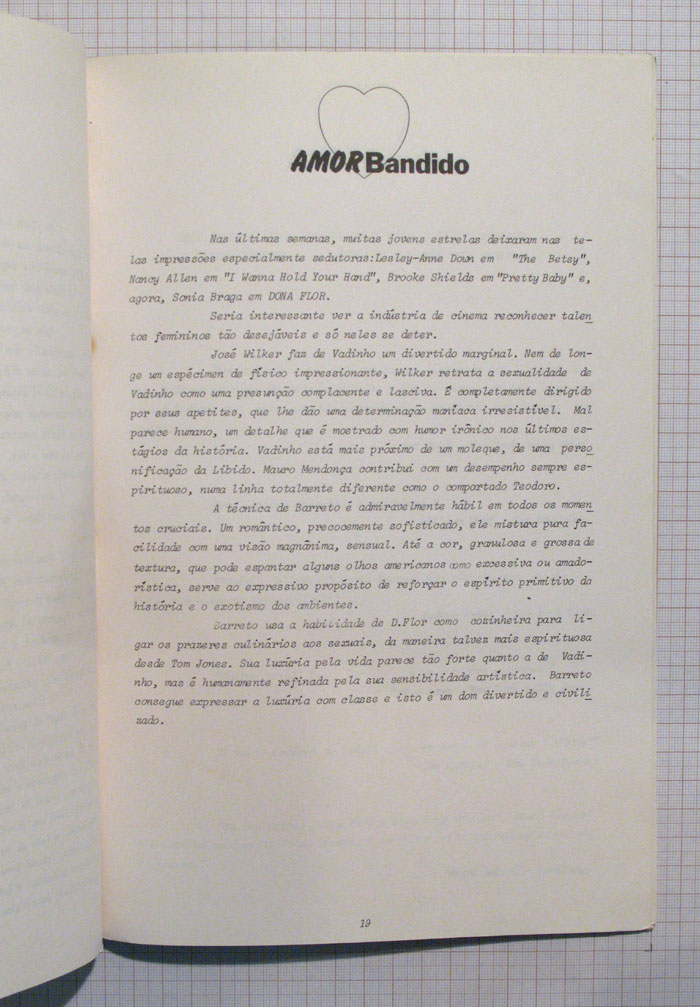 AMORBandido
Nas últimas semanas, muitas jovens estrelas deixaram nas te-
las impressões especialmente sedutoras:Lesley-Anne Down em "The Betsy",
Nancy Allen em "I Wanna Hold Your Hand", Brooke Shields em "Pretty Baby" e,
agora, Sonia Braga em DONA FLOR.
Seria interessante ver a indústria de cinema reconhecer talen
tos femininos tão desejáveis e só neles se deter.
José Wilker faz de Vadinho um divertido marginal. Nem de lon-
ge um espécimen de físico impressionante, Wilker retrata a sexualidade de
Vadinho como uma presunção complacente e lasciva. É completamente dirigido
por seus apetites, que lhe dão uma determinação maníaca irresistível. Mal
parece humano, um detalhe que é mostrado com humor irônico nos últimos es-
tágios da história. Vadinho está mais próximo de um moleque, de uma perso
nificação da Libido. Mauro Mendonça contribui com um desempenho sempre es-
pirituoso, numa linha totalmente diferente como o comportado Teodoro.
A técnica de Barreto é admiravelmente hábil em todos os momen
tos cruciais. Um romântico, precocemente sofisticado, ele mistura pura fa-
cilidade com uma visão magnânima, sensual. Até a cor, granulosa e grossa de
textura, que pode espantar alguns olhos americanos como excessiva ou amado-
rística, serve ao expressivo propósito de reforçar o espírito primitivo da
história e o exotismo dos ambientes.
Barreto usa a habilidade de D.Flor como cozinheira para li-
gar os prazeres culinários aos sexuais, da maneira talvez mais espirituosa
desde Tom Jones. Sua luxúria pela vida parece tão forte quanto a de Vadi-
nho, mas é humanamente refinada pela sua sensibilidade artística. Barreto
consegue expressar a luxúria com classe e isto é um dom divertido e civili
zado.
19